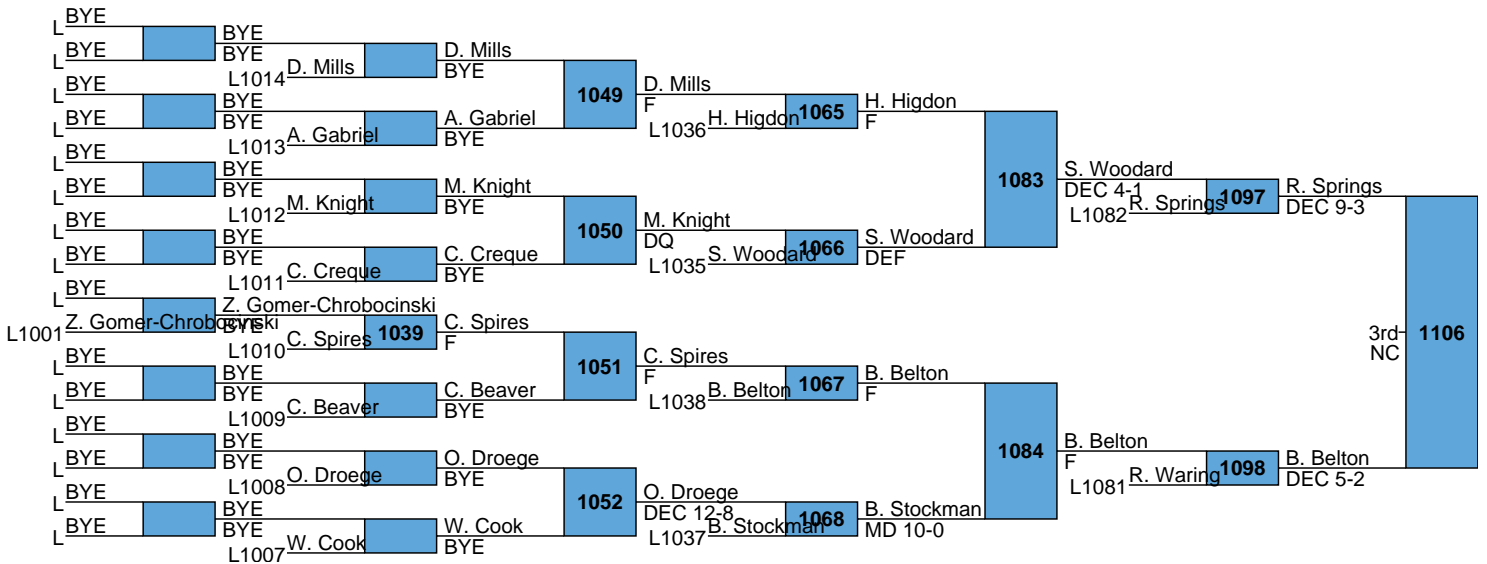 BYE
L
BYE
L
BYE
BYE
L1014 D. Mills
D. Mills
BYE
BYE
L
BYE
L
BYE
BYE
L1013 A. Gabriel
A. Gabriel
BYE
1049
D. Mills
F
L1036 H. Higdon
1065
H. Higdon
F
BYE
L
BYE
L
BYE
BYE
L1012 M. Knight
M. Knight
BYE
BYE
L
BYE
L
BYE
BYE
L1011 C. Creque
C. Creque
BYE
1050
M. Knight
DQ
L1035 S. Woodard
1066
S. Woodard
DEF
1083
S. Woodard
DEC 4-1
L1082 R. Springs
1097
R. Springs
DEC 9-3
BYE
L
L1001 Z. Gomer-Chrobocinski
Z. Gomer-Chrobocinski
BYE
L1010 C. Spires
1039
C. Spires
F
BYE
L
BYE
L
BYE
BYE
L1009 C. Beaver
C. Beaver
BYE
1051
C. Spires
F
L1038 B. Belton
1067
B. Belton
F
BYE
L
BYE
L
BYE
BYE
L1008 O. Droege
O. Droege
BYE
BYE
L
BYE
L
BYE
BYE
L1007 W. Cook
W. Cook
BYE
1052
O. Droege
DEC 12-8
L1037 B. Stockman
1068
B. Stockman
MD 10-0
1084
B. Belton
F
L1081 R. Waring
1098
B. Belton
DEC 5-2
3rd
NC
1106